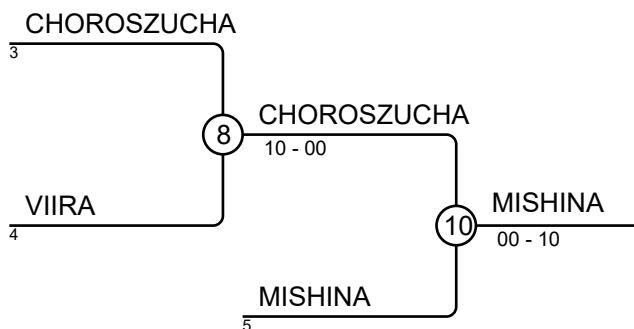 CHOROSZUCHA
3
8
CHOROSZUCHA
10 - 00
VIIRA
4
10
MISHINA
00 - 10
MISHINA
5